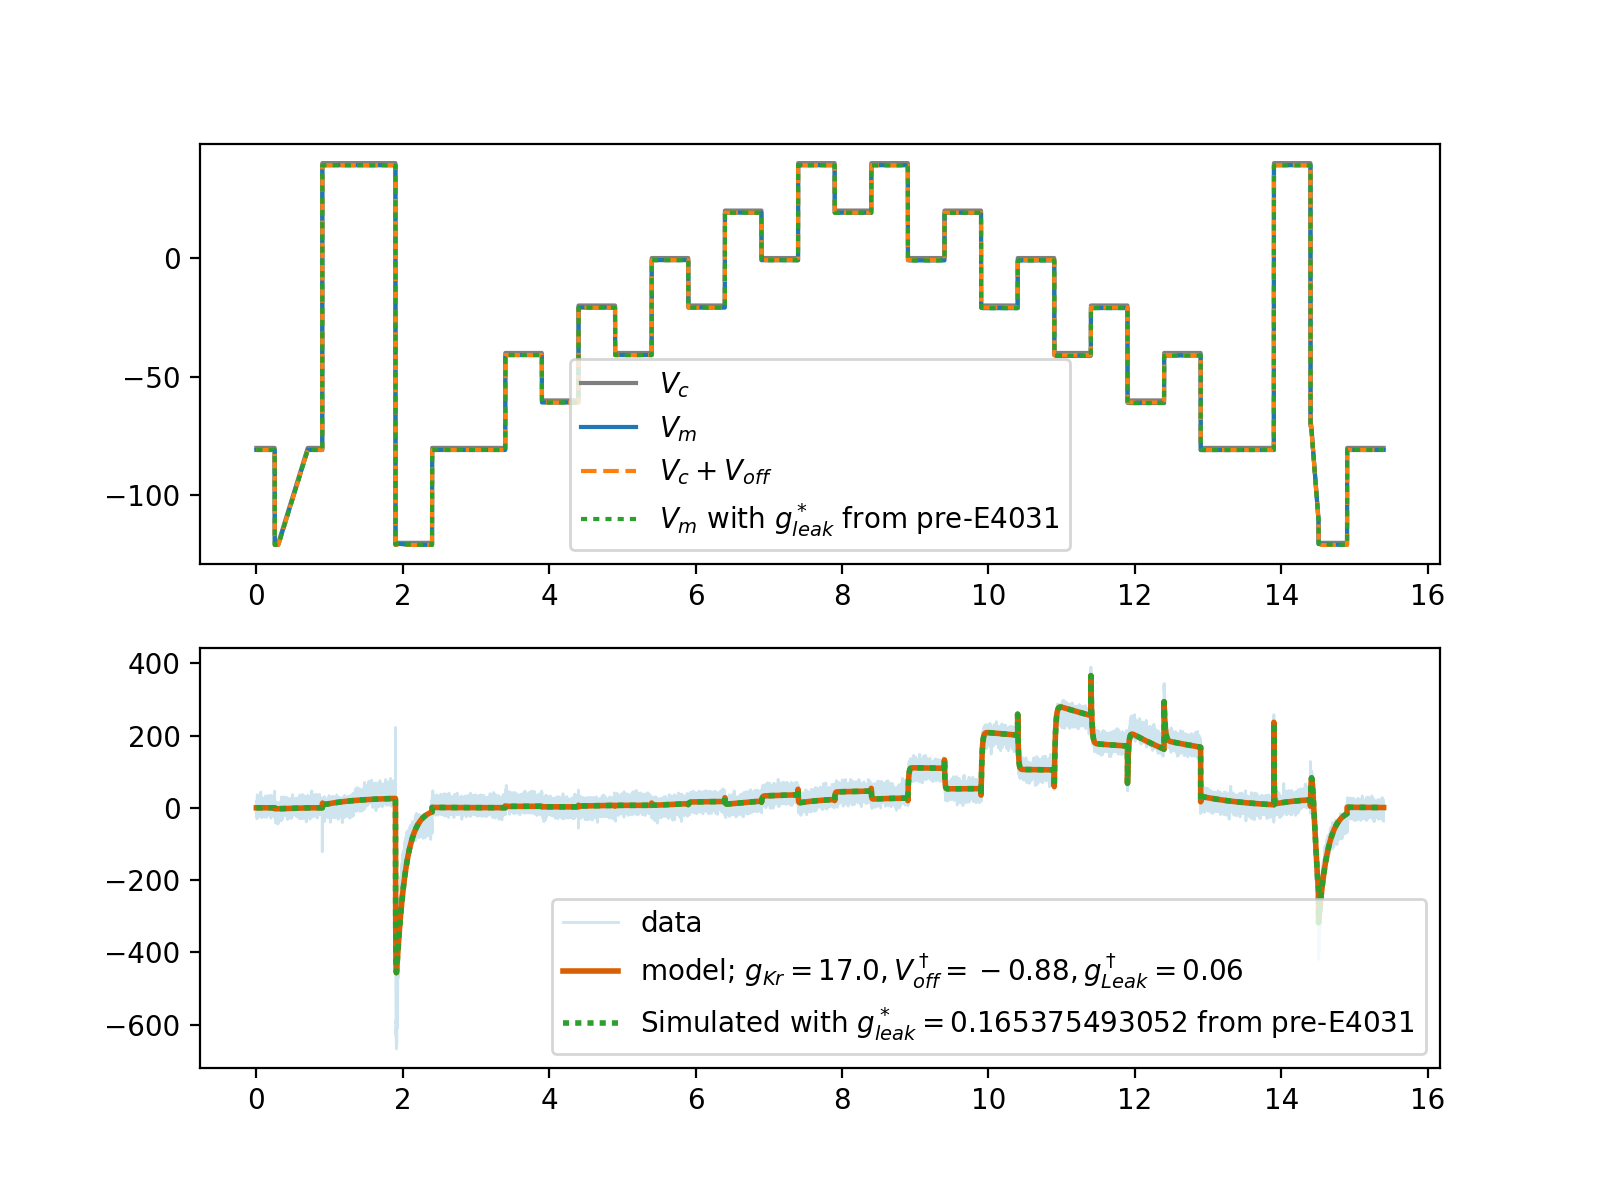 0
−50
−100
V_c
V_m
V_c + V_off
V_m with g*_leak from pre-E4031
0 2 4 6 8 10 12 14 16
400
200
0
−200
−400
−600
data
model; g_Kr = 17.0, V†_off = −0.88, g†_Leak = 0.06
Simulated with g*_leak = 0.165375493052 from pre-E4031
0 2 4 6 8 10 12 14 16